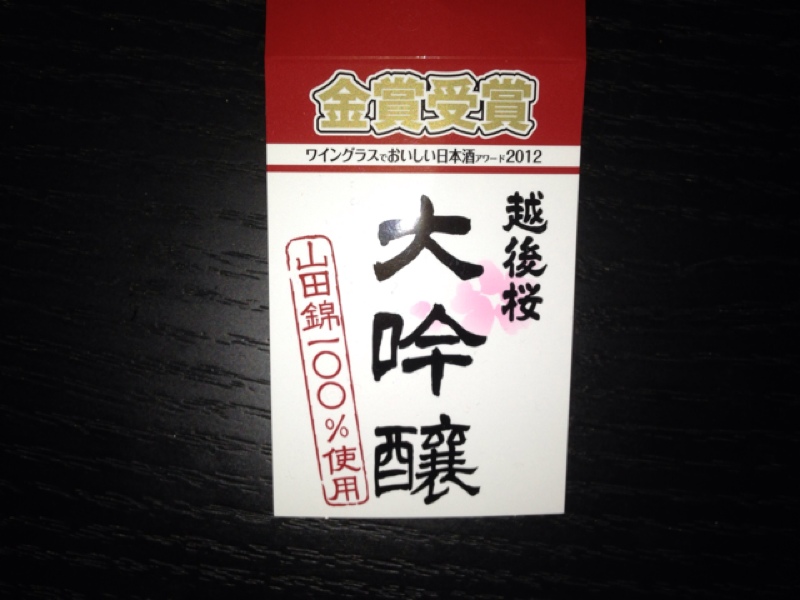 金賞受賞
ワイングラスでおいしい日本酒アワード2012
越後桜
大吟醸
山田錦一〇〇%使用